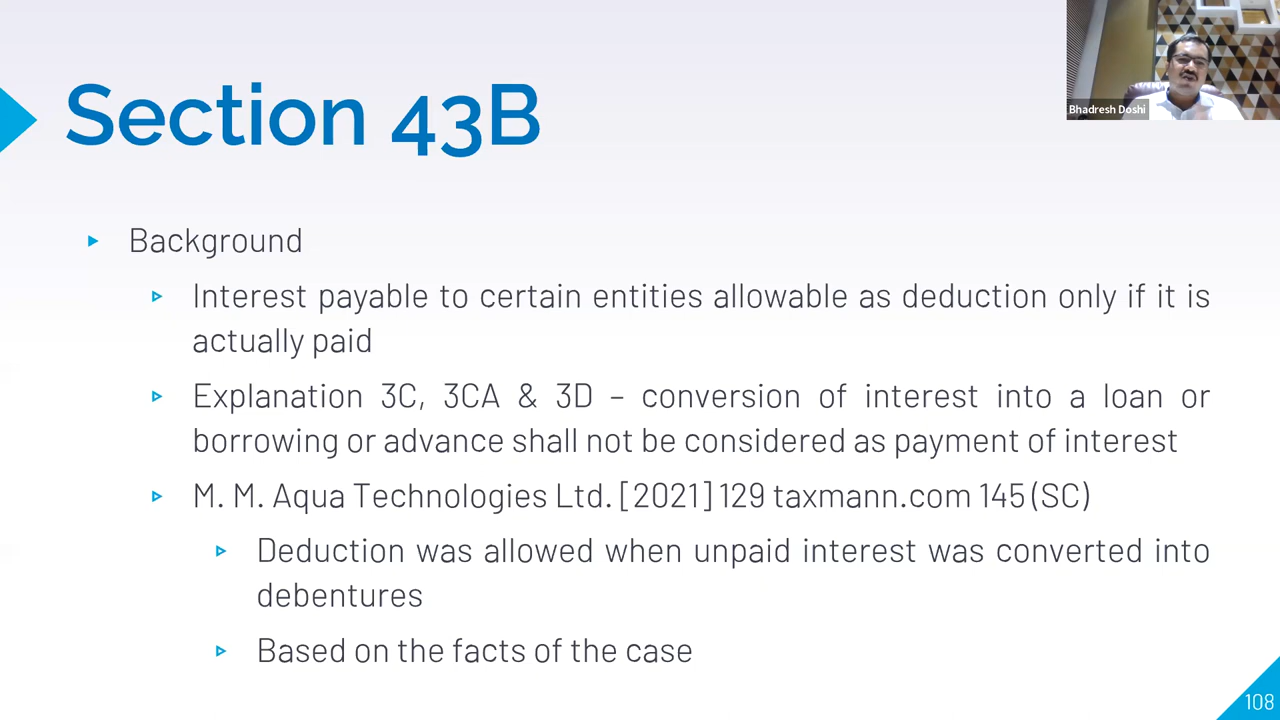 Bhadresh Doshi
Section 43B
Background
Interest payable to certain entities allowable as deduction only if it is
actually paid
Explanation 3C, 3CA & 3D – conversion of interest into a loan or
borrowing or advance shall not be considered as payment of interest
M. M. Aqua Technologies Ltd. [2021] 129 taxmann.com 145 (SC)
Deduction was allowed when unpaid interest was converted into
debentures
Based on the facts of the case
108